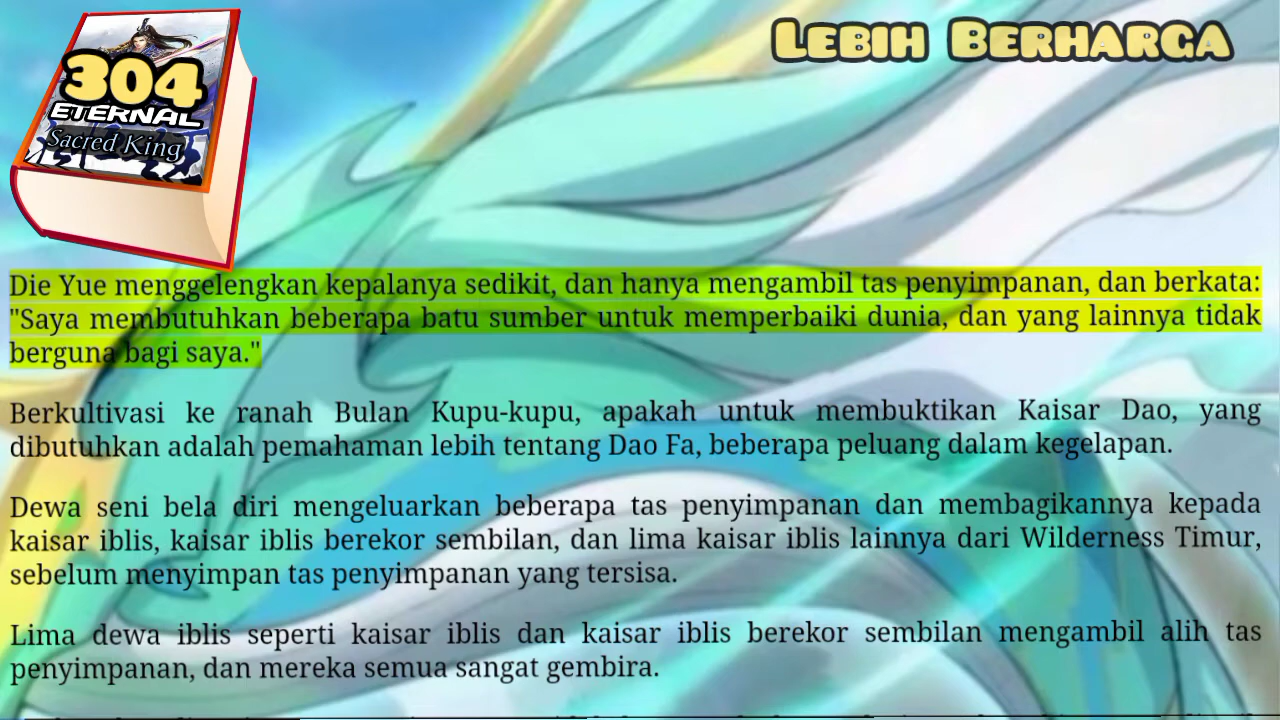 304
ETERNAL
Sacred King
LEBIH BERHARGA
Die Yue menggelengkan kepalanya sedikit, dan hanya mengambil tas penyimpanan, dan berkata:
"Saya membutuhkan beberapa batu sumber untuk memperbaiki dunia, dan yang lainnya tidak
berguna bagi saya."
Berkultivasi ke ranah Bulan Kupu-kupu, apakah untuk membuktikan Kaisar Dao, yang
dibutuhkan adalah pemahaman lebih tentang Dao Fa, beberapa peluang dalam kegelapan.
Dewa seni bela diri mengeluarkan beberapa tas penyimpanan dan membagikannya kepada
kaisar iblis, kaisar iblis berekor sembilan, dan lima kaisar iblis lainnya dari Wilderness Timur,
sebelum menyimpan tas penyimpanan yang tersisa.
Lima dewa iblis seperti kaisar iblis dan kaisar iblis berekor sembilan mengambil alih tas
penyimpanan, dan mereka semua sangat gembira.